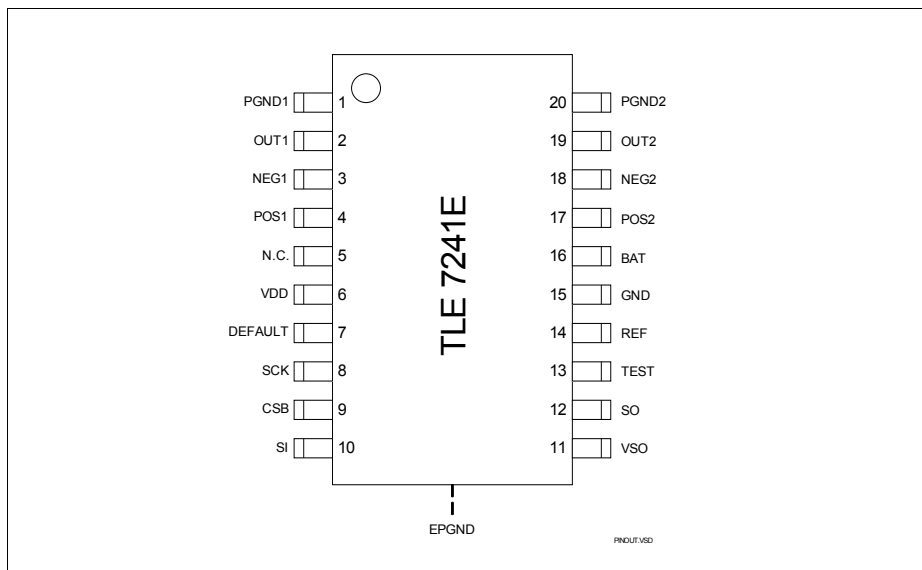 PGND1 1 20 PGND2
OUT1 2 19 OUT2
NEG1 3 18 NEG2
POS1 4 17 POS2
N.C. 5 16 BAT
VDD 6 15 GND
DEFAULT 7 14 REF
SCK 8 13 TEST
CSB 9 12 SO
SI 10 11 VSO
TLE 7241E
EPGND
PINOUT.VSD